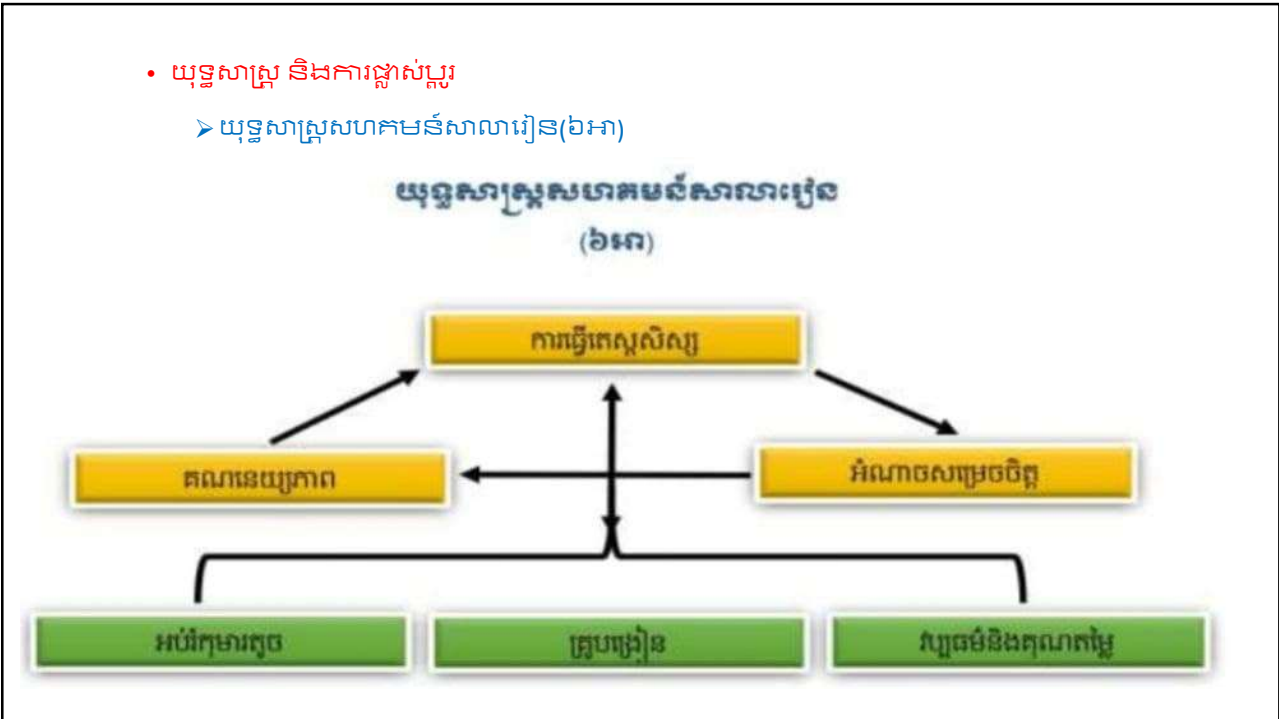 • យុទ្ធសាស្ត្រ និងការផ្លាស់ប្តូរ
➢ យុទ្ធសាស្ត្រសហគមន៍សាលារៀន(៦អា)
យុទ្ធសាស្ត្រសហគមន៍សាលារៀន
(៦អា)
ការធ្វើតេស្តសិស្ស
គណនេយ្យភាព
អំណាចសម្រេចចិត្ត
អប់រំកុមារតូច
គ្រូបង្រៀន
វប្បធម៌និងគុណតម្លៃ